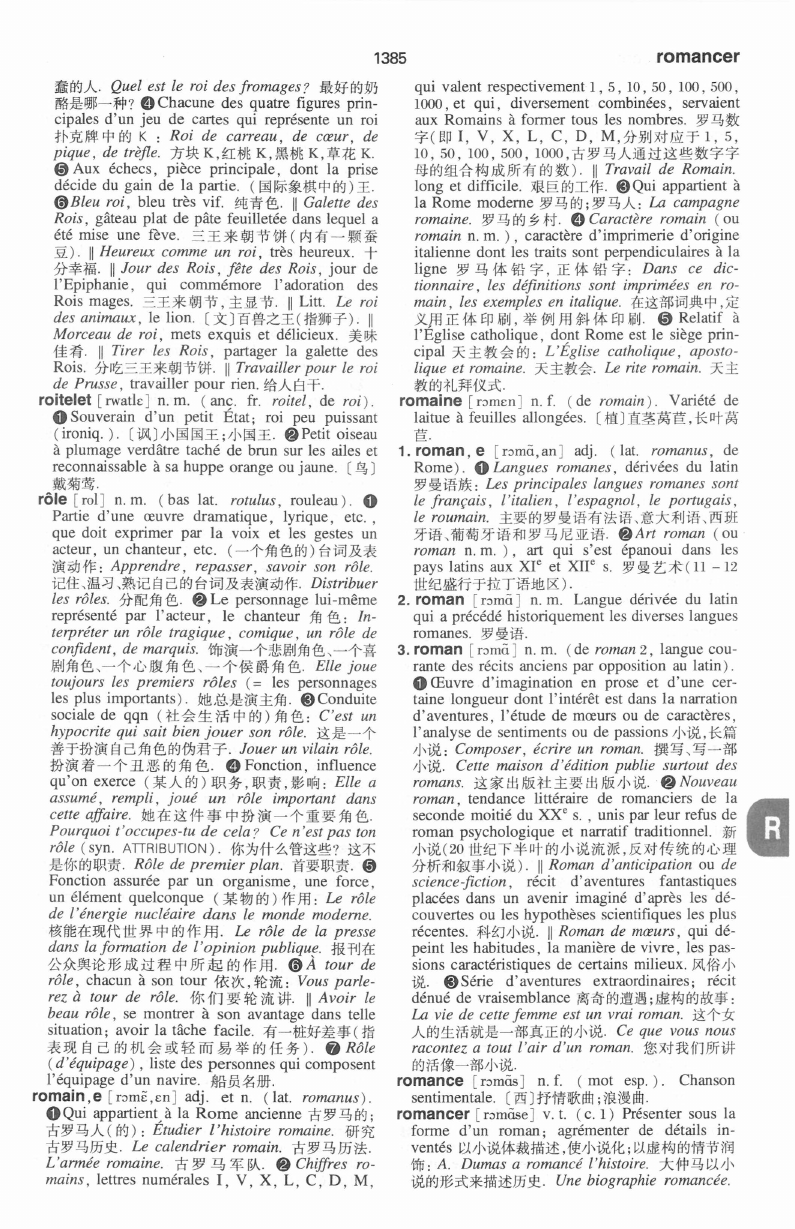 1385
romancer
蠢的人. Quel est le roi des fromages? 最好的奶
酪是哪一种? ❹Chacune des quatre figures prin-
cipales d'un jeu de cartes qui représente un roi
扑克牌中的 K : Roi de carreau, de cœur, de
pique, de trèfle. 方块 K,红桃 K,黑桃 K,草花 K.
❺Aux échecs, pièce principale, dont la prise
décide du gain de la partie. (国际象棋中的)王.
❻Bleu roi, bleu très vif. 纯青色. ‖ Galette des
Rois, gâteau plat de pâte feuilletée dans lequel a
été mise une fève. 三王来朝节饼(内有一颗蚕
豆). ‖ Heureux comme un roi, très heureux. 十
分幸福. ‖ Jour des Rois, fête des Rois, jour de
l'Epiphanie, qui commémore l'adoration des
Rois mages. 三王来朝节,主显节. ‖ Litt. Le roi
des animaux, le lion. 〔文〕百兽之王(指狮子). ‖
Morceau de roi, mets exquis et délicieux. 美味
佳肴. ‖ Tirer les Rois, partager la galette des
Rois. 分吃三王来朝节饼. ‖ Travailler pour le roi
de Prusse, travailler pour rien. 给人白干.
roitelet [rwatlɛ] n. m. (anc. fr. roitel, de roi).
❶Souverain d'un petit État; roi peu puissant
(ironiq.). 〔讽〕小国国王;小国王. ❷Petit oiseau
à plumage verdâtre taché de brun sur les ailes et
reconnaissable à sa huppe orange ou jaune. 〔鸟〕
戴菊莺.
rôle [rol] n. m. (bas lat. rotulus, rouleau). ❶
Partie d'une œuvre dramatique, lyrique, etc.,
que doit exprimer par la voix et les gestes un
acteur, un chanteur, etc. (一个角色的)台词及表
演动作: Apprendre, repasser, savoir son rôle.
记住、温习、熟记自己的台词及表演动作. Distribuer
les rôles. 分配角色. ❷Le personnage lui-même
représenté par l'acteur, le chanteur 角色: In-
terpréter un rôle tragique, comique, un rôle de
confident, de marquis. 饰演一个悲剧角色、一个喜
剧角色、一个心腹角色、一个侯爵角色. Elle joue
toujours les premiers rôles (= les personnages
les plus importants). 她总是演主角. ❸Conduite
sociale de qqn (社会生活中的)角色: C'est un
hypocrite qui sait bien jouer son rôle. 这是一个
善于扮演自己角色的伪君子. Jouer un vilain rôle.
扮演着一个丑恶的角色. ❹Fonction, influence
qu'on exerce (某人的)职务,职责,影响: Elle a
assumé, rempli, joué un rôle important dans
cette affaire. 她在这件事中扮演一个重要角色.
Pourquoi t'occupes-tu de cela? Ce n'est pas ton
rôle (syn. ATTRIBUTION). 你为什么管这些? 这不
是你的职责. Rôle de premier plan. 首要职责. ❺
Fonction assurée par un organisme, une force,
un élément quelconque (某物的)作用: Le rôle
de l'énergie nucléaire dans le monde moderne.
核能在现代世界中的作用. Le rôle de la presse
dans la formation de l'opinion publique. 报刊在
公众舆论形成过程中所起的作用. ❻À tour de
rôle, chacun à son tour 依次,轮流: Vous parle-
rez à tour de rôle. 你们要轮流讲. ‖ Avoir le
beau rôle, se montrer à son avantage dans telle
situation; avoir la tâche facile. 有一桩好差事(指
表现自己的机会或轻而易举的任务). ❼Rôle
(d'équipage), liste des personnes qui composent
l'équipage d'un navire. 船员名册.
romain,e [rɔmɛ̃,ɛn] adj. et n. (lat. romanus).
❶Qui appartient à la Rome ancienne 古罗马的;
古罗马人(的): Étudier l'histoire romaine. 研究
古罗马历史. Le calendrier romain. 古罗马历法.
L'armée romaine. 古罗马军队. ❷Chiffres ro-
mains, lettres numérales I, V, X, L, C, D, M,
qui valent respectivement 1, 5, 10, 50, 100, 500,
1000, et qui, diversement combinées, servaient
aux Romains à former tous les nombres. 罗马数
字(即 I, V, X, L, C, D, M,分别对应于 1, 5,
10, 50, 100, 500, 1000,古罗马人通过这些数字字
母的组合构成所有的数). ‖ Travail de Romain.
long et difficile. 艰巨的工作. ❸Qui appartient à
la Rome moderne 罗马的;罗马人: La campagne
romaine. 罗马的乡村. ❹Caractère romain (ou
romain n. m.), caractère d'imprimerie d'origine
italienne dont les traits sont perpendiculaires à la
ligne 罗马体铅字,正体铅字: Dans ce dic-
tionnaire, les définitions sont imprimées en ro-
main, les exemples en italique. 在这部词典中,定
义用正体印刷,举例用斜体印刷. ❺Relatif à
l'Église catholique, dont Rome est le siège prin-
cipal 天主教会的: L'Église catholique, aposto-
lique et romaine. 天主教会. Le rite romain. 天主
教的礼拜仪式.
romaine [rɔmɛn] n. f. (de romain). Variété de
laitue à feuilles allongées. 〔植〕直茎莴苣,长叶莴
苣.
1. roman, e [rɔmɑ̃,an] adj. (lat. romanus, de
Rome). ❶Langues romanes, dérivées du latin
罗曼语族: Les principales langues romanes sont
le français, l'italien, l'espagnol, le portugais,
le roumain. 主要的罗曼语有法语、意大利语、西班
牙语、葡萄牙语和罗马尼亚语. ❷Art roman (ou
roman n. m.), art qui s'est épanoui dans les
pays latins aux XIᵉ et XIIᵉ s. 罗曼艺术(11 - 12
世纪盛行于拉丁语地区).
2. roman [rɔmɑ̃] n. m. Langue dérivée du latin
qui a précédé historiquement les diverses langues
romanes. 罗曼语.
3. roman [rɔmɑ̃] n. m. (de roman 2, langue cou-
rante des récits anciens par opposition au latin).
❶Œuvre d'imagination en prose et d'une cer-
taine longueur dont l'intérêt est dans la narration
d'aventures, l'étude de mœurs ou de caractères,
l'analyse de sentiments ou de passions 小说,长篇
小说: Composer, écrire un roman. 撰写、写一部
小说. Cette maison d'édition publie surtout des
romans. 这家出版社主要出版小说. ❷Nouveau
roman, tendance littéraire de romanciers de la
seconde moitié du XXᵉ s., unis par leur refus de
roman psychologique et narratif traditionnel. 新
小说(20 世纪下半叶的小说流派,反对传统的心理
分析和叙事小说). ‖ Roman d'anticipation ou de
science-fiction, récit d'aventures fantastiques
placées dans un avenir imaginé d'après les dé-
couvertes ou les hypothèses scientifiques les plus
récentes. 科幻小说. ‖ Roman de mœurs, qui dé-
peint les habitudes, la manière de vivre, les pas-
sions caractéristiques de certains milieux. 风俗小
说. ❸Série d'aventures extraordinaires; récit
dénué de vraisemblance 离奇的遭遇;虚构的故事:
La vie de cette femme est un vrai roman. 这个女
人的生活就是一部真正的小说. Ce que vous nous
racontez a tout l'air d'un roman. 您对我们所讲
的活像一部小说.
romance [rɔmɑ̃s] n. f. (mot esp.). Chanson
sentimentale. 〔西〕抒情歌曲;浪漫曲.
romancer [rɔmɑ̃se] v. t. (c. 1) Présenter sous la
forme d'un roman; agrémenter de détails in-
ventés 以小说体裁描述,使小说化;以虚构的情节润
饰: A. Dumas a romancé l'histoire. 大仲马以小
说的形式来描述历史. Une biographie romancée.
R